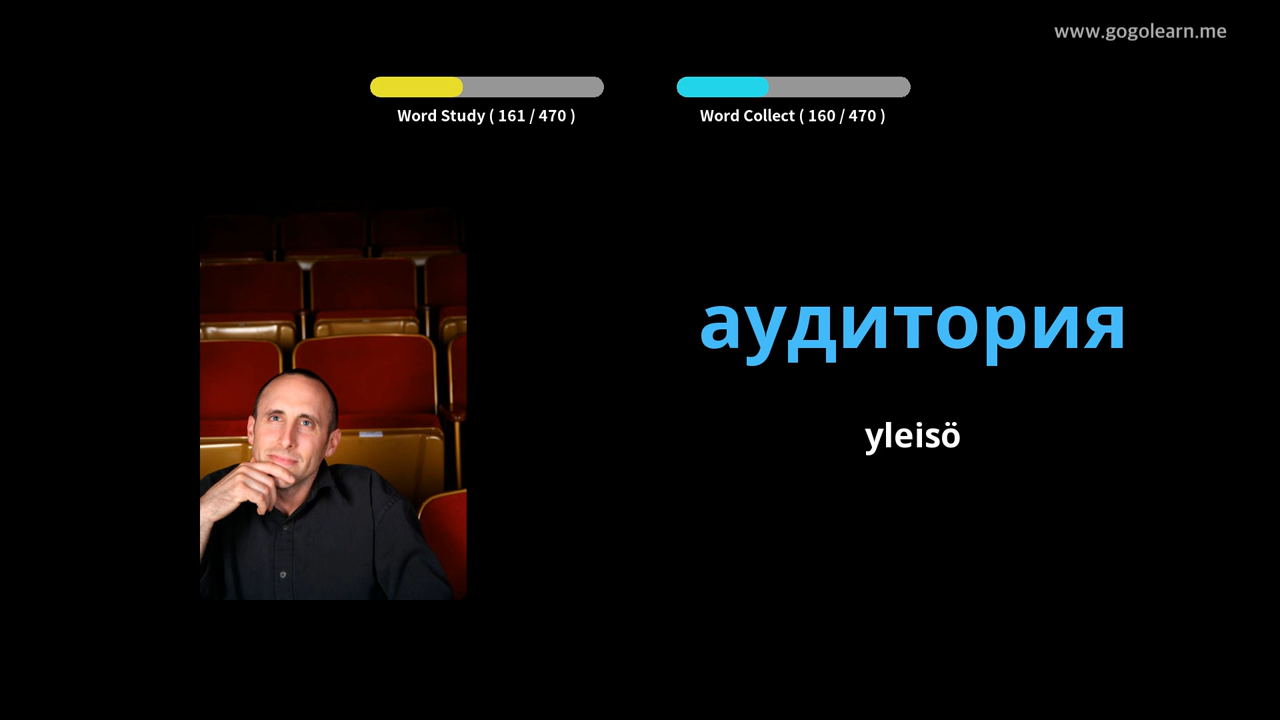 www.gogolearn.me
Word Study ( 161 / 470 )
Word Collect ( 160 / 470 )
аудитория
yleisö